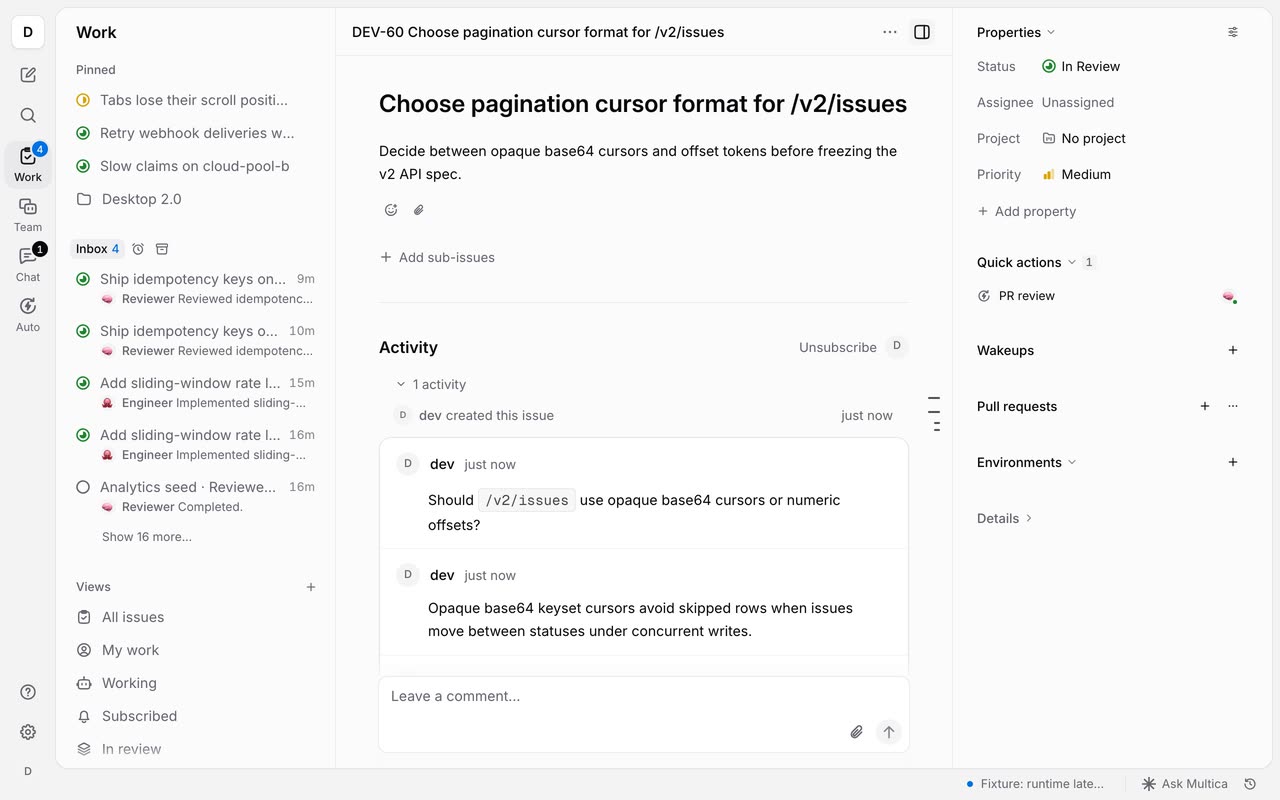 D
4
Work
Team
1
Chat
Auto
D
Work
Pinned
Tabs lose their scroll positi...
Retry webhook deliveries w...
Slow claims on cloud-pool-b
Desktop 2.0
Inbox 4
Ship idempotency keys on... 9m
Reviewer Reviewed idempotenc...
Ship idempotency keys o... 10m
Reviewer Reviewed idempotenc...
Add sliding-window rate l... 15m
Engineer Implemented sliding-...
Add sliding-window rate l... 16m
Engineer Implemented sliding-...
Analytics seed · Reviewe... 16m
Reviewer Completed.
Show 16 more...
Views
All issues
My work
Working
Subscribed
In review
DEV-60 Choose pagination cursor format for /v2/issues
Choose pagination cursor format for /v2/issues
Decide between opaque base64 cursors and offset tokens before freezing the
v2 API spec.
Add sub-issues
Activity
Unsubscribe D
1 activity
D dev created this issue just now
D dev just now
Should /v2/issues use opaque base64 cursors or numeric
offsets?
D dev just now
Opaque base64 keyset cursors avoid skipped rows when issues
move between statuses under concurrent writes.
Leave a comment...
Properties
Status In Review
Assignee Unassigned
Project No project
Priority Medium
Add property
Quick actions 1
PR review
Wakeups
Pull requests
Environments
Details
Fixture: runtime late...
Ask Multica